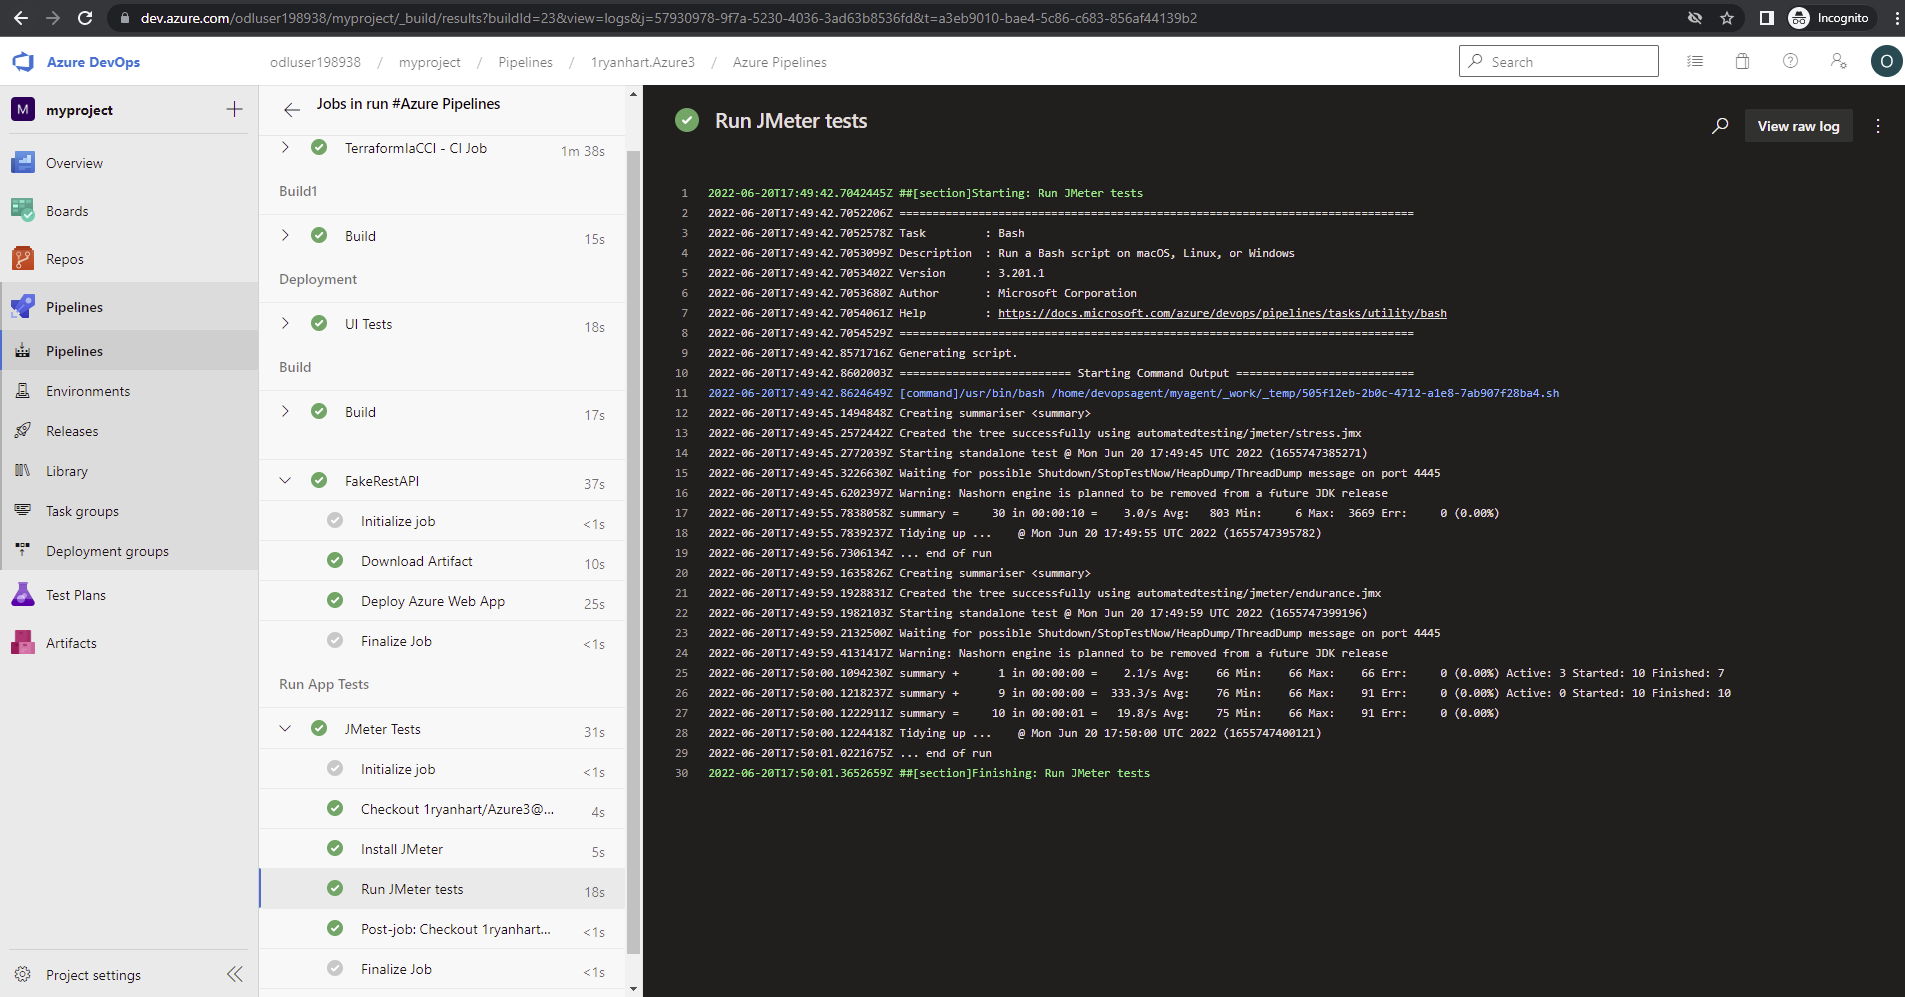 dev.azure.com/odluser198938/myproject/_build/results?buildId=23&view=logs&j=57930978-9f7a-5230-4036-3ad63b8536fd&t=a3eb9010-bae4-5c86-c683-856af44139b2
Incognito
Azure DevOps
odluser198938 / myproject / Pipelines / 1ryanhart.Azure3 / Azure Pipelines
Search
O
M myproject
Overview
Boards
Repos
Pipelines
Pipelines
Environments
Releases
Library
Task groups
Deployment groups
Test Plans
Artifacts
Project settings
Jobs in run #Azure Pipelines
TerraformIaCCI - CI Job 1m 38s
Build1
Build 15s
Deployment
UI Tests 18s
Build
Build 17s
FakeRestAPI 37s
Initialize job <1s
Download Artifact 10s
Deploy Azure Web App 25s
Finalize Job <1s
Run App Tests
JMeter Tests 31s
Initialize job <1s
Checkout 1ryanhart/Azure3@... 4s
Install JMeter 5s
Run JMeter tests 18s
Post-job: Checkout 1ryanhart... <1s
Finalize Job <1s
Run JMeter tests
View raw log
1 2022-06-20T17:49:42.7042445Z ##[section]Starting: Run JMeter tests
2 2022-06-20T17:49:42.7052206Z ==============================================================================
3 2022-06-20T17:49:42.7052578Z Task         : Bash
4 2022-06-20T17:49:42.7053099Z Description  : Run a Bash script on macOS, Linux, or Windows
5 2022-06-20T17:49:42.7053402Z Version      : 3.201.1
6 2022-06-20T17:49:42.7053680Z Author       : Microsoft Corporation
7 2022-06-20T17:49:42.7054061Z Help         : https://docs.microsoft.com/azure/devops/pipelines/tasks/utility/bash
8 2022-06-20T17:49:42.7054529Z ==============================================================================
9 2022-06-20T17:49:42.8571716Z Generating script.
10 2022-06-20T17:49:42.8602003Z ========================== Starting Command Output ===========================
11 2022-06-20T17:49:42.8624649Z [command]/usr/bin/bash /home/devopsagent/myagent/_work/_temp/505f12eb-2b0c-4712-a1e8-7ab907f28ba4.sh
12 2022-06-20T17:49:45.1494848Z Creating summariser <summary>
13 2022-06-20T17:49:45.2572442Z Created the tree successfully using automatedtesting/jmeter/stress.jmx
14 2022-06-20T17:49:45.2772039Z Starting standalone test @ Mon Jun 20 17:49:45 UTC 2022 (1655747385271)
15 2022-06-20T17:49:45.3226630Z Waiting for possible Shutdown/StopTestNow/HeapDump/ThreadDump message on port 4445
16 2022-06-20T17:49:45.6202397Z Warning: Nashorn engine is planned to be removed from a future JDK release
17 2022-06-20T17:49:55.7838058Z summary =     30 in 00:00:10 =    3.0/s Avg:   803 Min:     6 Max:  3669 Err:     0 (0.00%)
18 2022-06-20T17:49:55.7839237Z Tidying up ...    @ Mon Jun 20 17:49:55 UTC 2022 (1655747395782)
19 2022-06-20T17:49:56.7306134Z ... end of run
20 2022-06-20T17:49:59.1635826Z Creating summariser <summary>
21 2022-06-20T17:49:59.1928831Z Created the tree successfully using automatedtesting/jmeter/endurance.jmx
22 2022-06-20T17:49:59.1982103Z Starting standalone test @ Mon Jun 20 17:49:59 UTC 2022 (1655747399196)
23 2022-06-20T17:49:59.2132500Z Waiting for possible Shutdown/StopTestNow/HeapDump/ThreadDump message on port 4445
24 2022-06-20T17:49:59.4131417Z Warning: Nashorn engine is planned to be removed from a future JDK release
25 2022-06-20T17:50:00.1094230Z summary +      1 in 00:00:00 =    2.1/s Avg:    66 Min:    66 Max:    66 Err:     0 (0.00%) Active: 3 Started: 10 Finished: 7
26 2022-06-20T17:50:00.1218237Z summary +      9 in 00:00:00 =  333.3/s Avg:    76 Min:    66 Max:    91 Err:     0 (0.00%) Active: 0 Started: 10 Finished: 10
27 2022-06-20T17:50:00.1222911Z summary =     10 in 00:00:01 =   19.8/s Avg:    75 Min:    66 Max:    91 Err:     0 (0.00%)
28 2022-06-20T17:50:00.1224418Z Tidying up ...    @ Mon Jun 20 17:50:00 UTC 2022 (1655747400121)
29 2022-06-20T17:50:01.0221675Z ... end of run
30 2022-06-20T17:50:01.3652659Z ##[section]Finishing: Run JMeter tests